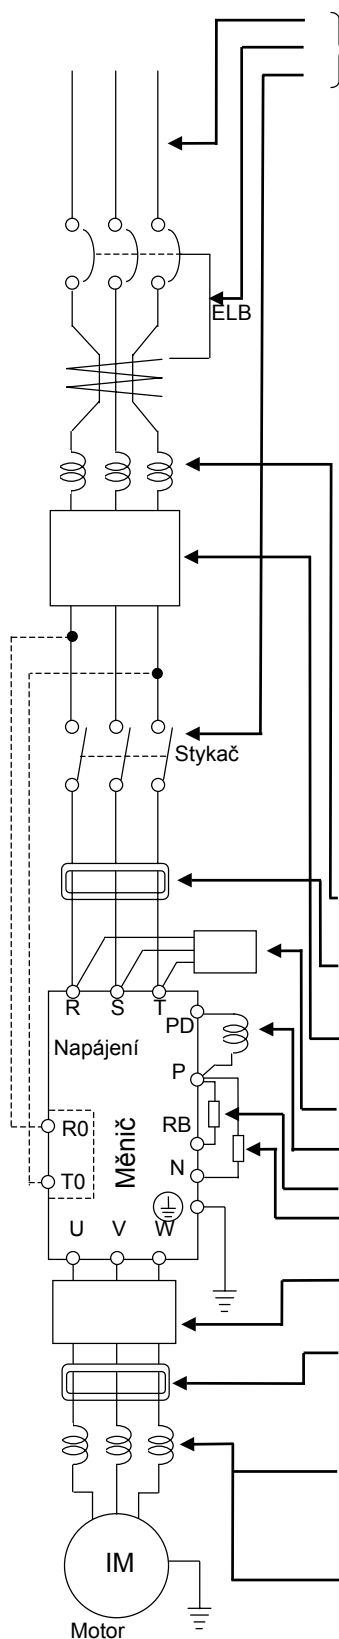 ELB
Stykač
R S T
PD
Napájení
P
R0
RB
Měnič
N
T0
U V W
IM
Motor